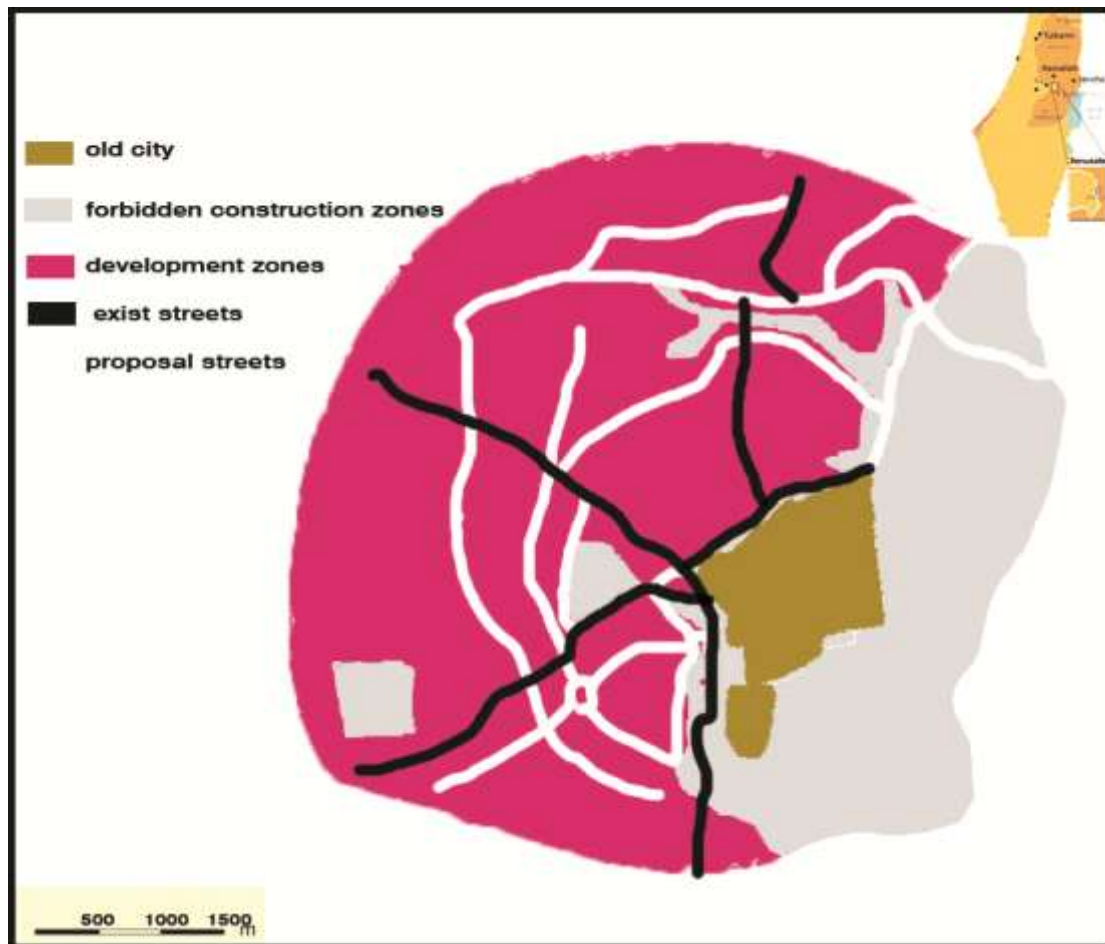 old city
forbidden construction zones
development zones
exist streets
proposal streets
500 1000 1500
m